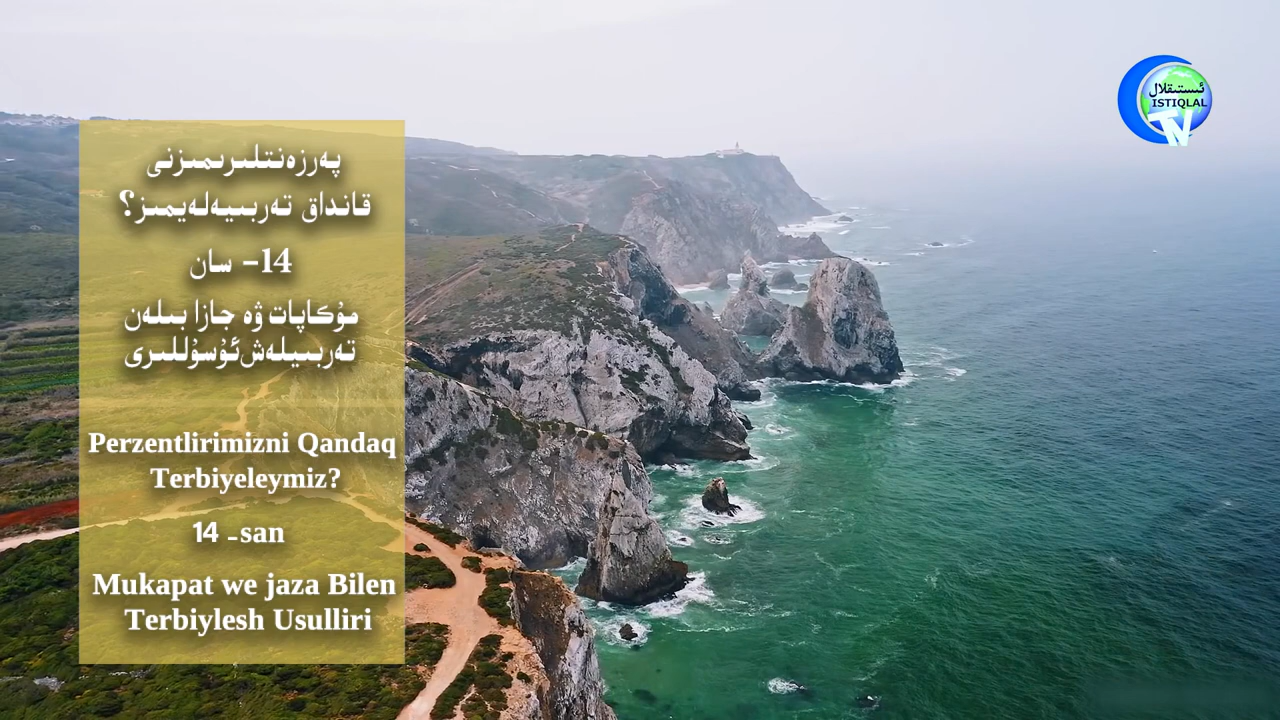 پەرزەنتلىرىمىزنى
قانداق تەربىيەلەيمىز؟
14- سان
مۇكاپات ۋە جازا بىلەن
تەربىيلەش ئۇسۇللىرى
Perzentlirimizni Qandaq
Terbiyeleymiz?
14 -san
Mukapat we jaza Bilen
Terbiylesh Usulliri
ئىستىقلال
ISTIQLAL
TV